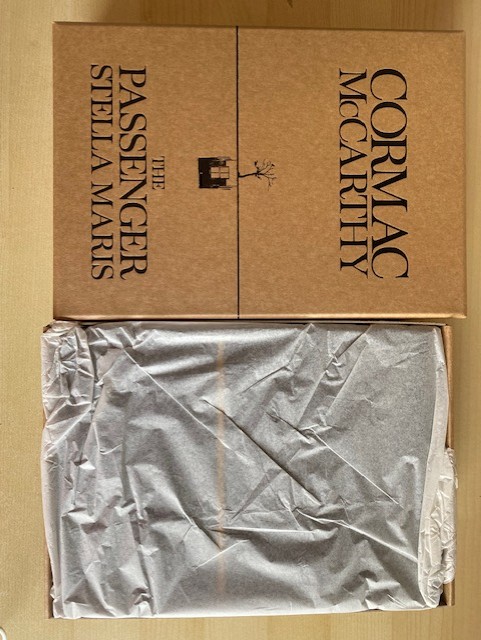 CORMAC
McCARTHY
THE
PASSENGER
STELLA MARIS